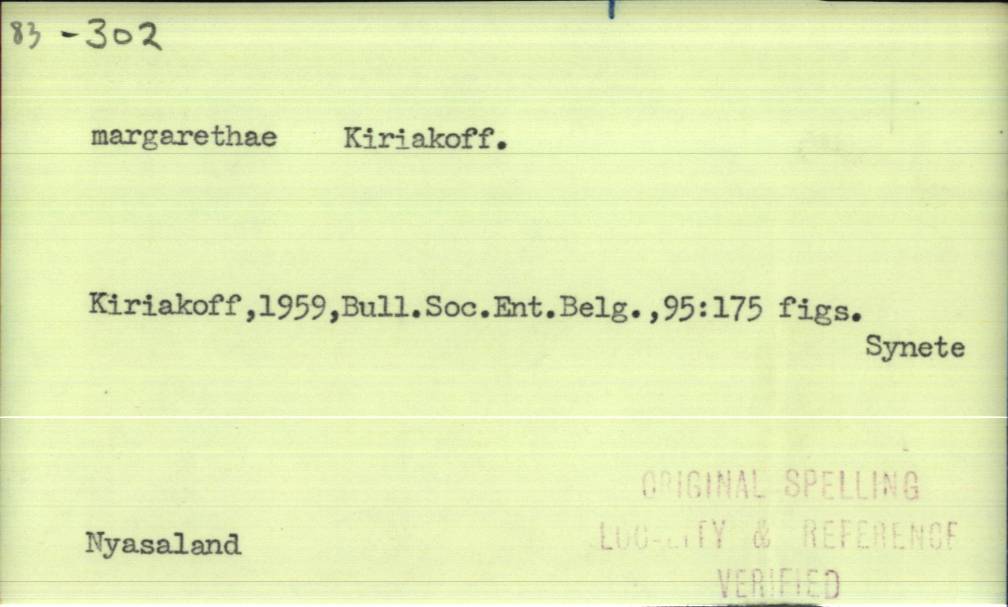 83 -302
margarethae Kiriakoff.
Kiriakoff,1959,Bull.Soc.Ent.Belg.,95:175 figs.
Synete
Nyasaland
ORIGINAL SPELLING
LOCALITY & REFERENCE
VERIFIED